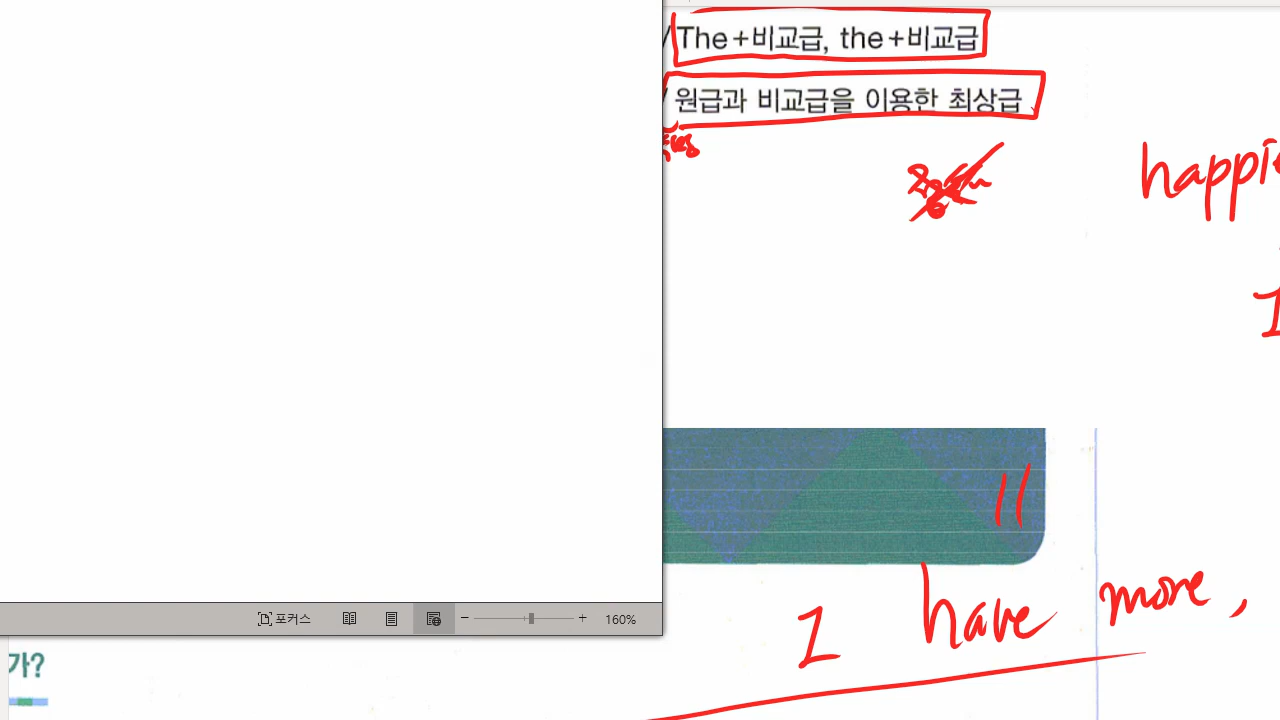 The+비교급, the+비교급
원급과 비교급을 이용한 최상급
happie
I
I have more,
포커스
160%
가?